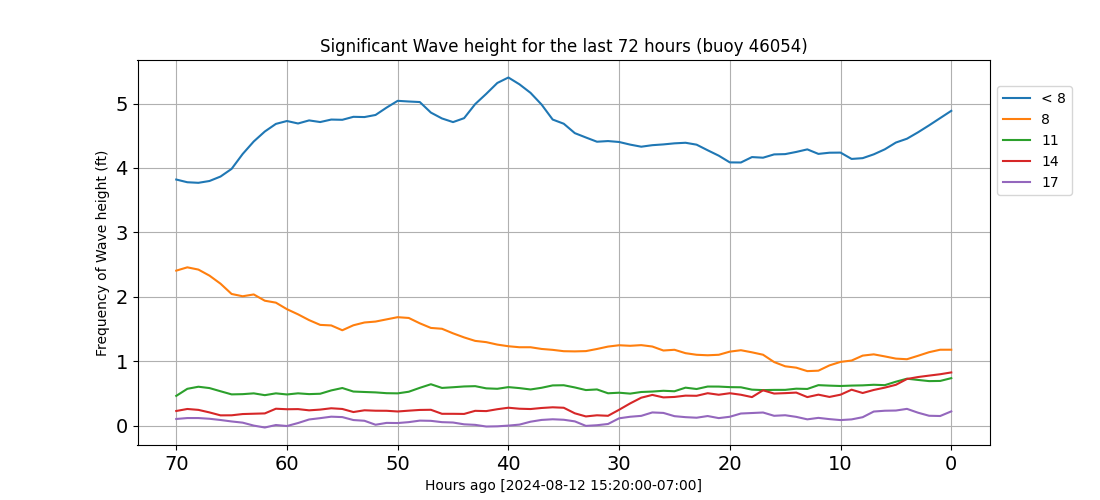 Significant Wave height for the last 72 hours (buoy 46054)
Frequency of Wave height (ft)
5
4
3
2
1
0
70 60 50 40 30 20 10 0
Hours ago [2024-08-12 15:20:00-07:00]
< 8
8
11
14
17